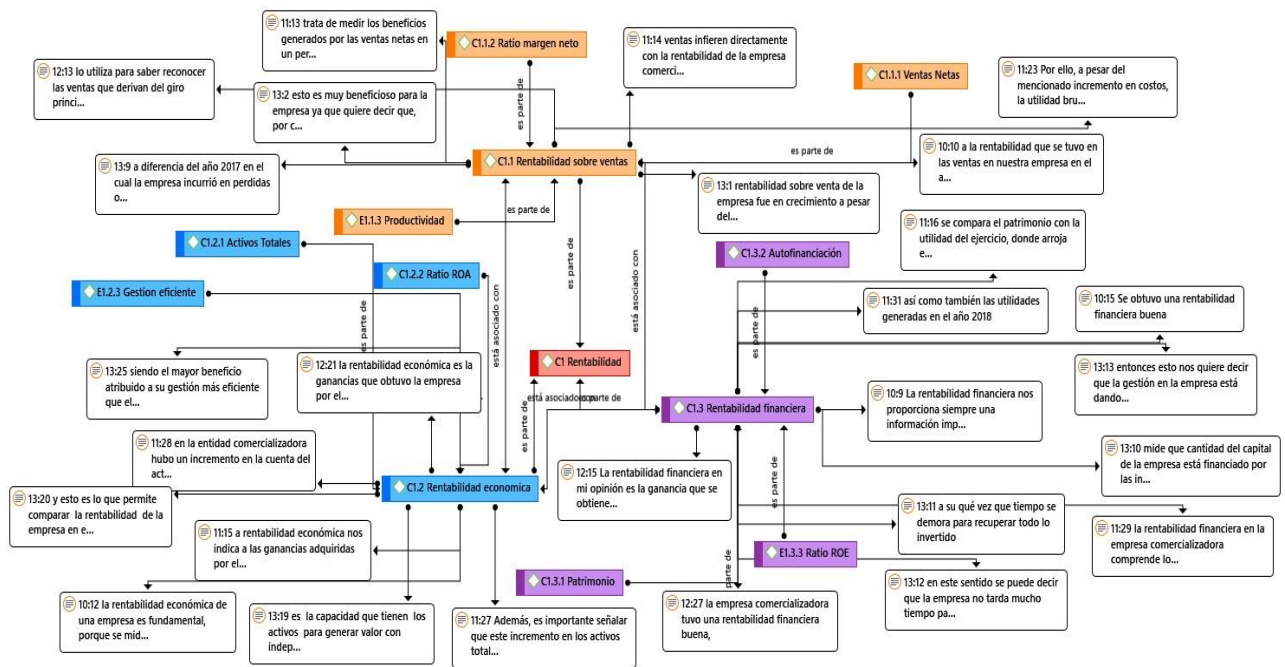 11:13 trata de medir los beneficios
generados por las ventas netas en
un per...
C1.1.2 Ratio margen neto
11:14 ventas infieren directamente
con la rentabilidad de la empresa
comerci...
12:13 lo utiliza para saber reconocer
las ventas que derivan del giro
princi...
C1.1.1 Ventas Netas
11:23 Por ello, a pesar del
mencionado incremento en costos,
la utilidad bru...
13:2 esto es muy beneficioso para la
empresa ya que quiere decir que,
por c...
es parte de
es parte de
13:9 a diferencia del año 2017 en el
cual la empresa incurrió en perdidas
o...
C1.1 Rentabilidad sobre ventas
10:10 a la rentabilidad que se tuvo en
las ventas en nuestra empresa en el
a...
13:1 rentabilidad sobre venta de la
empresa fue en crecimiento a pesar
del...
E1.1.3 Productividad
es parte de
11:16 se compara el patrimonio con la
utilidad del ejercicio, donde arroja
e...
C1.2.1 Activos Totales
C1.2.2 Ratio ROA
C1.3.2 Autofinanciación
es parte de
está asociado con
E1.2.3 Gestion eficiente
11:31 así como también las utilidades
generadas en el año 2018
10:15 Se obtuvo una rentabilidad
financiera buena
es parte de
está asociado con
es parte de
13:25 siendo el mayor beneficio
atribuido a su gestión más eficiente
que el...
12:21 la rentabilidad económica es la
ganancias que obtuvo la empresa
por el...
C1 Rentabilidad
13:13 entonces esto nos quiere decir
que la gestión en la empresa está
dando...
está asociado con
es parte de
C1.3 Rentabilidad financiera
10:9 La rentabilidad financiera nos
proporciona siempre una
información imp...
11:28 en la entidad comercializadora
hubo un incremento en la cuenta del
act...
es parte de
13:10 mide que cantidad del capital
de la empresa está financiado por
las in...
12:15 La rentabilidad financiera en
mi opinión es la ganancia que se
obtiene...
C1.2 Rentabilidad economica
13:20 y esto es lo que permite
comparar la rentabilidad de la
empresa en e...
es parte de
13:11 a su qué vez que tiempo se
demora para recuperar todo lo
invertido
11:15 a rentabilidad económica nos
indica a las ganancias adquiridas
por el...
11:29 la rentabilidad financiera en la
empresa comercializadora
comprende lo...
E1.3.3 Ratio ROE
C1.3.1 Patrimonio
parte de
10:12 la rentabilidad económica de
una empresa es fundamental,
porque se mid...
13:19 es la capacidad que tienen los
activos para generar valor con
indep...
11:27 Además, es importante señalar
que este incremento en los activos
total...
12:27 la empresa comercializadora
tuvo una rentabilidad financiera
buena,
13:12 en este sentido se puede decir
que la empresa no tarda mucho
tiempo pa...